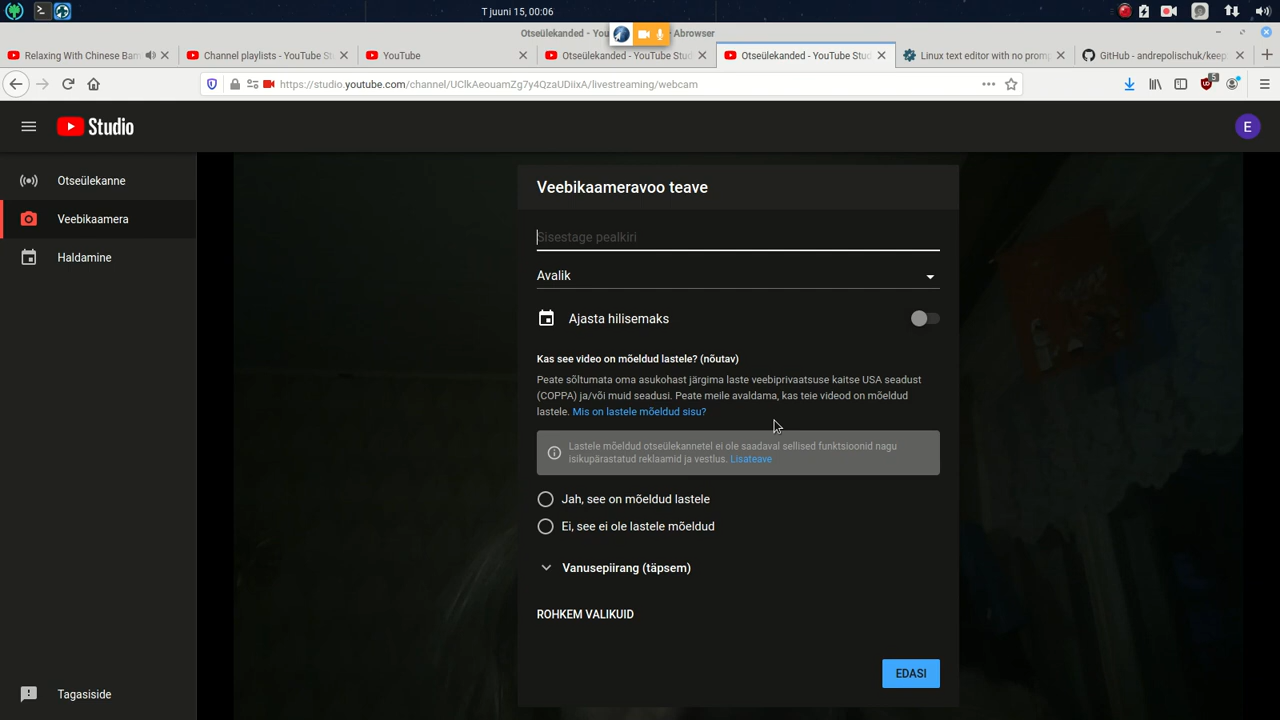 T juuni 15, 00:06
Otseülekanded - You
Abrowser
Relaxing With Chinese Bam
Channel playlists - YouTube St
YouTube
Otseülekanded - YouTube Stud
Otseülekanded - YouTube Stud
Linux text editor with no promp
GitHub - andrepolischuk/keep
https://studio.youtube.com/channel/UClkAeouamZg7y4QzaUDiixA/livestreaming/webcam
5
Studio
E
Otseülekanne
Veebikaamera
Haldamine
Veebikaameravoo teave
Sisestage pealkiri
Avalik
Ajasta hilisemaks
Kas see video on mõeldud lastele? (nõutav)
Peate sõltumata oma asukohast järgima laste veebiprivaatsuse kaitse USA seadust
(COPPA) ja/või muid seadusi. Peate meile avaldama, kas teie videod on mõeldud
lastele. Mis on lastele mõeldud sisu?
Lastele mõeldud otseülekannetel ei ole saadaval sellised funktsioonid nagu
isikupärastatud reklaamid ja vestlus. Lisateave
Jah, see on mõeldud lastele
Ei, see ei ole lastele mõeldud
Vanusepiirang (täpsem)
ROHKEM VALIKUID
EDASI
Tagasiside